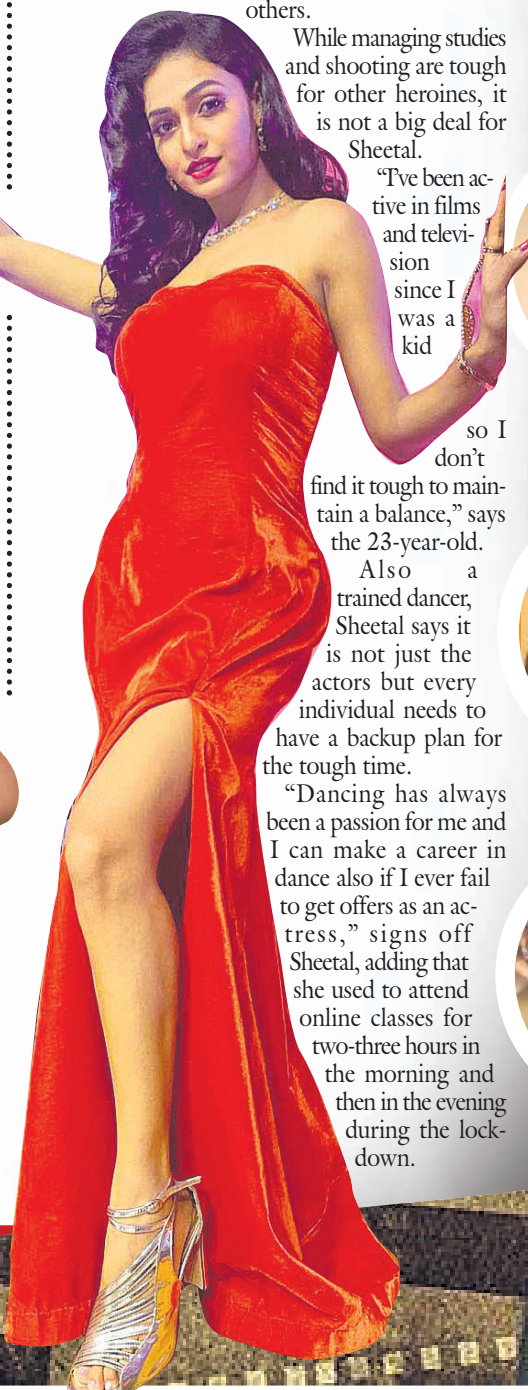 others.
While managing studies
and shooting are tough
for other heroines, it
is not a big deal for
Sheetal.
“I’ve been ac-
tive in films
and televi-
sion
since I
was a
kid
so I
don’t
find it tough to main-
tain a balance,” says
the 23-year-old.
Also a
trained dancer,
Sheetal says it
is not just the
actors but every
individual needs to
have a backup plan for
the tough time.
“Dancing has always
been a passion for me and
I can make a career in
dance also if I ever fail
to get offers as an ac-
tress,” signs off
Sheetal, adding that
she used to attend
online classes for
two-three hours in
the morning and
then in the evening
during the lock-
down.